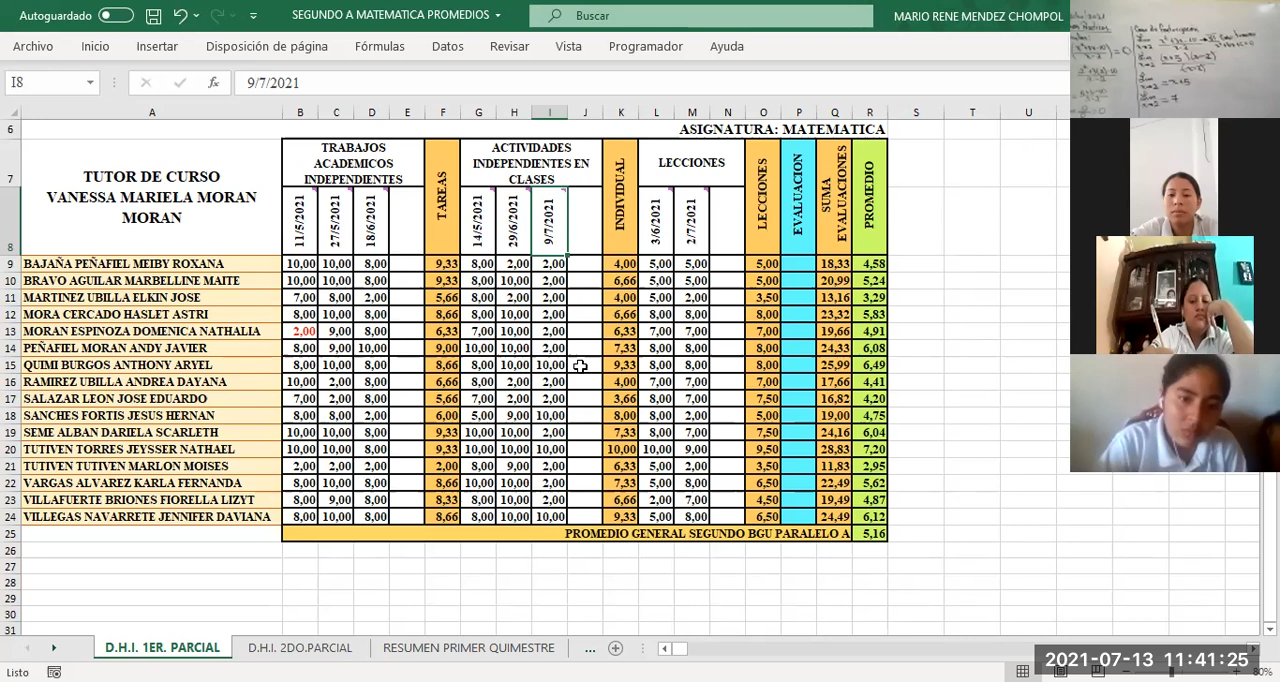 Autoguardado SEGUNDO A MATEMATICA PROMEDIOS Buscar MARIO RENE MENDEZ CHOMPOL
Archivo Inicio Insertar Disposición de página Fórmulas Datos Revisar Vista Programador Ayuda
I8 fx 9/7/2021
A B C D E F G H I J K L M N O P Q R S T U
6 ASIGNATURA: MATEMATICA
7 TUTOR DE CURSO VANESSA MARIELA MORAN MORAN TRABAJOS ACADEMICOS INDEPENDIENTES TAREAS ACTIVIDADES INDEPENDIENTES EN CLASES INDIVIDUAL LECCIONES LECCIONES EVALUACION SUMA EVALUACIONES PROMEDIO
8 11/5/2021 27/5/2021 18/6/2021 14/5/2021 29/6/2021 9/7/2021 3/6/2021 2/7/2021
9 BAJAÑA PEÑAFIEL MEIBY ROXANA 10,00 10,00 8,00 9,33 8,00 2,00 2,00 4,00 5,00 5,00 5,00 18,33 4,58
10 BRAVO AGUILAR MARBELLINE MAITE 10,00 10,00 8,00 9,33 8,00 10,00 2,00 6,66 5,00 5,00 5,00 20,99 5,24
11 MARTINEZ UBILLA ELKIN JOSE 7,00 8,00 2,00 5,66 8,00 2,00 2,00 4,00 5,00 2,00 3,50 13,16 3,29
12 MORA CERCADO HASLET ASTRI 8,00 10,00 8,00 8,66 8,00 10,00 2,00 6,66 8,00 8,00 8,00 23,32 5,83
13 MORAN ESPINOZA DOMENICA NATHALIA 2,00 9,00 8,00 6,33 7,00 10,00 2,00 6,33 7,00 7,00 7,00 19,66 4,91
14 PEÑAFIEL MORAN ANDY JAVIER 8,00 9,00 10,00 9,00 10,00 10,00 2,00 7,33 8,00 8,00 8,00 24,33 6,08
15 QUIMI BURGOS ANTHONY ARYEL 8,00 10,00 8,00 8,66 8,00 10,00 10,00 9,33 8,00 8,00 8,00 25,99 6,49
16 RAMIREZ UBILLA ANDREA DAYANA 10,00 2,00 8,00 6,66 8,00 2,00 2,00 4,00 7,00 7,00 7,00 17,66 4,41
17 SALAZAR LEON JOSE EDUARDO 7,00 2,00 8,00 5,66 7,00 2,00 2,00 3,66 8,00 7,00 7,50 16,82 4,20
18 SANCHES FORTIS JESUS HERNAN 8,00 8,00 2,00 6,00 5,00 9,00 10,00 8,00 8,00 2,00 5,00 19,00 4,75
19 SEME ALBAN DARIELA SCARLETH 10,00 10,00 8,00 9,33 10,00 10,00 2,00 7,33 8,00 7,00 7,50 24,16 6,04
20 TUTIVEN TORRES JEYSSER NATHAEL 10,00 10,00 8,00 9,33 10,00 10,00 10,00 10,00 10,00 9,00 9,50 28,83 7,20
21 TUTIVEN TUTIVEN MARLON MOISES 2,00 2,00 2,00 2,00 8,00 9,00 2,00 6,33 5,00 2,00 3,50 11,83 2,95
22 VARGAS ALVAREZ KARLA FERNANDA 8,00 10,00 8,00 8,66 10,00 10,00 2,00 7,33 5,00 8,00 6,50 22,49 5,62
23 VILLAFUERTE BRIONES FIORELLA LIZYT 8,00 9,00 8,00 8,33 8,00 10,00 2,00 6,66 2,00 7,00 4,50 19,49 4,87
24 VILLEGAS NAVARRETE JENNIFER DAVIANA 8,00 10,00 8,00 8,66 8,00 10,00 10,00 9,33 5,00 8,00 6,50 24,49 6,12
25 PROMEDIO GENERAL SEGUNDO BGU PARALELO A 5,16
26
27
28
29
30
31
D.H.I. 1ER. PARCIAL D.H.I. 2DO.PARCIAL RESUMEN PRIMER QUIMESTRE ...
Listo 80%
2021-07-13 11:41:25